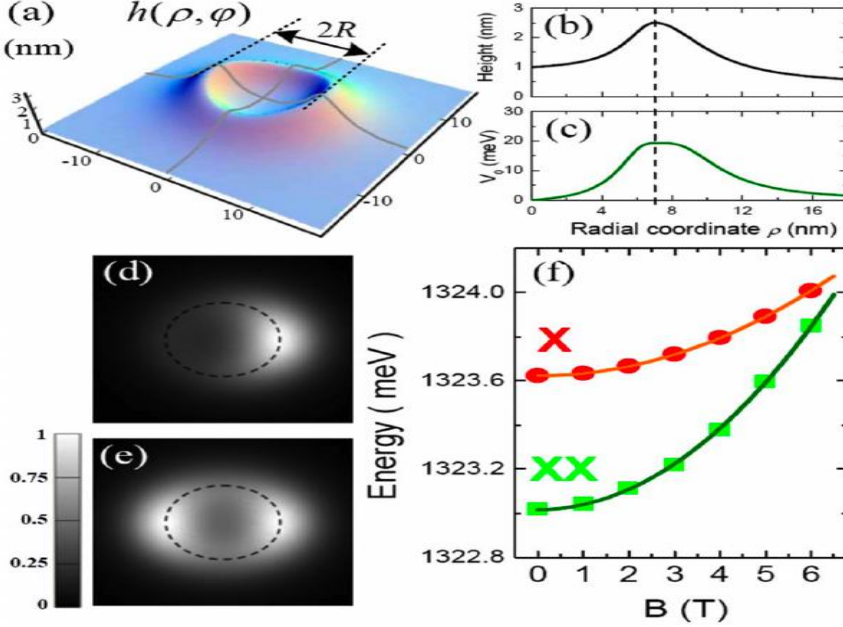 (a)
h(ρ,φ)
2R
(nm)
3
2
1
0
-10
0
10
-10
0
10
(b)
Height (nm)
3
2
1
0
(c)
V₀ (meV)
30
20
10
0
0 4 8 12 16
Radial coordinate ρ (nm)
(d)
(e)
1
0.75
0.5
0.25
0
(f)
Energy ( meV )
1324.0
1323.6
1323.2
1322.8
X
XX
0 1 2 3 4 5 6
B (T)